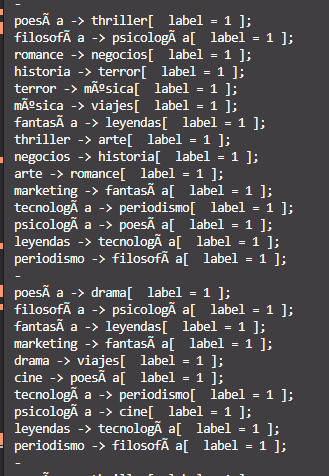 -
poesÃ­a -> thriller[  label = 1 ];
filosofÃ­a -> psicologÃ­a[  label = 1 ];
romance -> negocios[  label = 1 ];
historia -> terror[  label = 1 ];
terror -> mÃºsica[  label = 1 ];
mÃºsica -> viajes[  label = 1 ];
fantasÃ­a -> leyendas[  label = 1 ];
thriller -> arte[  label = 1 ];
negocios -> historia[  label = 1 ];
arte -> romance[  label = 1 ];
marketing -> fantasÃ­a[  label = 1 ];
tecnologÃ­a -> periodismo[  label = 1 ];
psicologÃ­a -> poesÃ­a[  label = 1 ];
leyendas -> tecnologÃ­a[  label = 1 ];
periodismo -> filosofÃ­a[  label = 1 ];
-
poesÃ­a -> drama[  label = 1 ];
filosofÃ­a -> psicologÃ­a[  label = 1 ];
fantasÃ­a -> leyendas[  label = 1 ];
marketing -> fantasÃ­a[  label = 1 ];
drama -> viajes[  label = 1 ];
cine -> poesÃ­a[  label = 1 ];
tecnologÃ­a -> periodismo[  label = 1 ];
psicologÃ­a -> cine[  label = 1 ];
leyendas -> tecnologÃ­a[  label = 1 ];
periodismo -> filosofÃ­a[  label = 1 ];
-